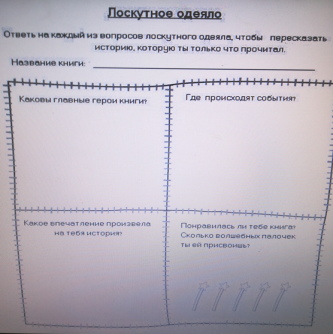 Лоскутное одеяло
Ответь на каждый из вопросов лоскутного одеяла, чтобы пересказать
историю, которую ты только что прочитал.
Название книги:
Каковы главные герои книги?
Где происходят события?
Какое впечатление произвела
на тебя история?
Понравилась ли тебе книга?
Сколько волшебных палочек
ты ей присвоишь?